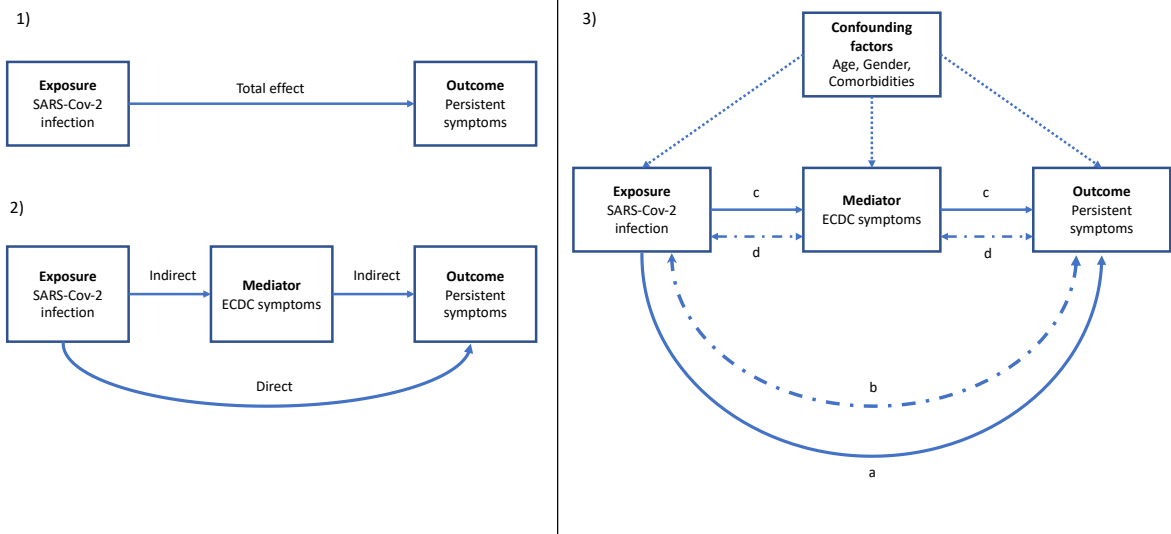 1)
Exposure
SARS-Cov-2
infection
Total effect
Outcome
Persistent
symptoms
2)
Exposure
SARS-Cov-2
infection
Indirect
Mediator
ECDC symptoms
Indirect
Outcome
Persistent
symptoms
Direct
3)
Confounding
factors
Age, Gender,
Comorbidities
Exposure
SARS-Cov-2
infection
c
d
Mediator
ECDC symptoms
c
d
Outcome
Persistent
symptoms
b
a